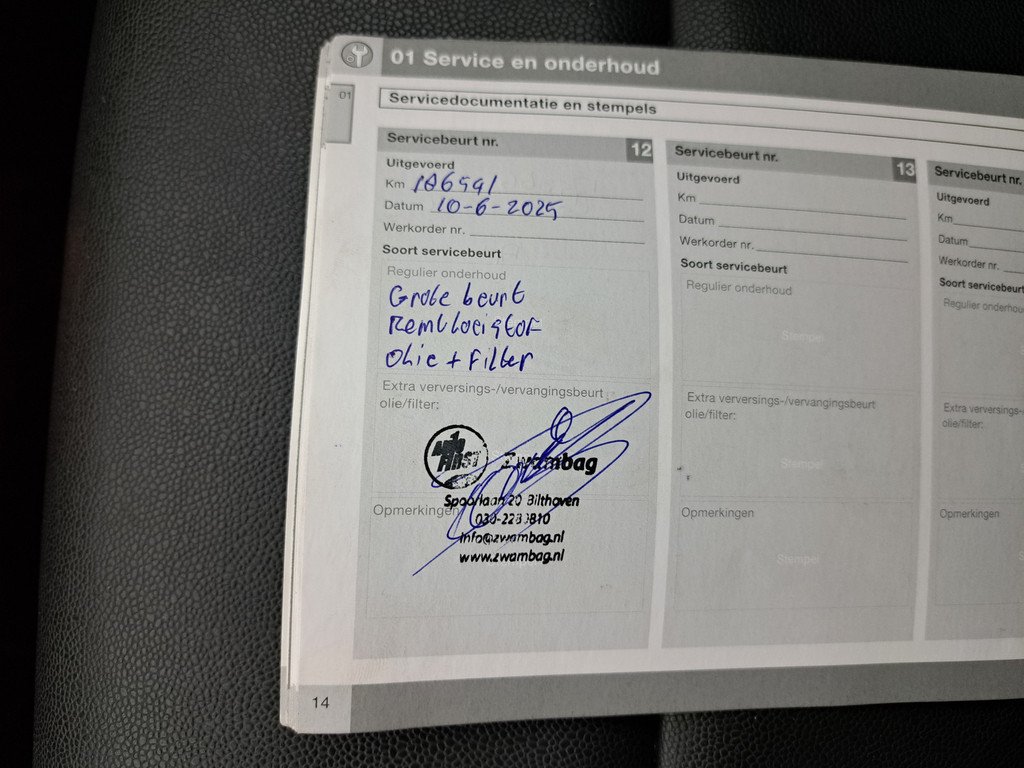 01 Service en onderhoud
01
Servicedocumentatie en stempels
Servicebeurt nr. 12
Uitgevoerd
Km 186591
Datum 10-6-2025
Werkorder nr.
Soort servicebeurt
Regulier onderhoud
Grote beurt
Remvloeistof
Olie + Filter
Extra verversings-/vervangingsbeurt
olie/filter:
Zwambag
Spoorlaan 20 Bilthoven
info@zwambag.nl
www.zwambag.nl
Opmerkingen
Servicebeurt nr. 13
Uitgevoerd
Km
Datum
Werkorder nr.
Soort servicebeurt
Regulier onderhoud
Stempel
Extra verversings-/vervangingsbeurt
olie/filter:
Stempel
Opmerkingen
Stempel
Servicebeurt nr.
Uitgevoerd
Km
Datum
Werkorder nr.
Soort servicebeurt
Regulier onderhou
Extra verversings-
olie/filter:
Opmerkingen
14